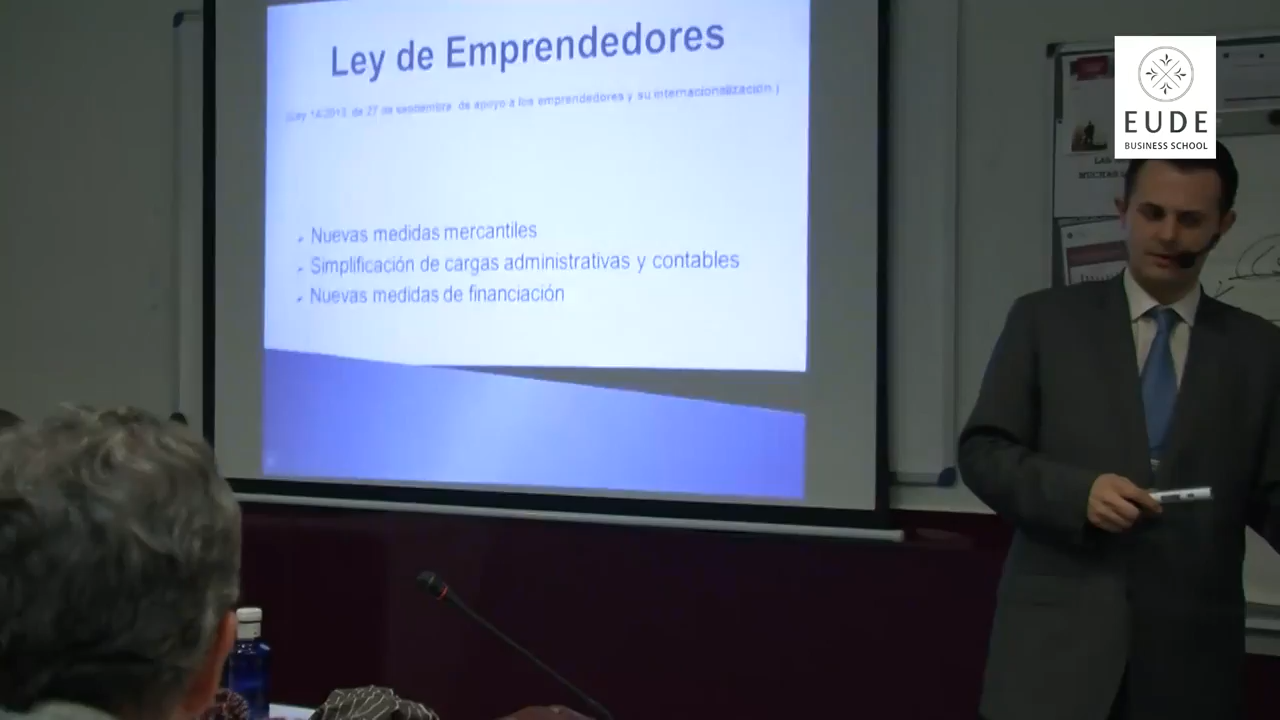 Ley de Emprendedores
(Ley 14/2013, de 27 de septiembre, de apoyo a los emprendedores y su internacionalización )
Nuevas medidas mercantiles
Simplificación de cargas administrativas y contables
Nuevas medidas de financiación
EUDE
BUSINESS SCHOOL